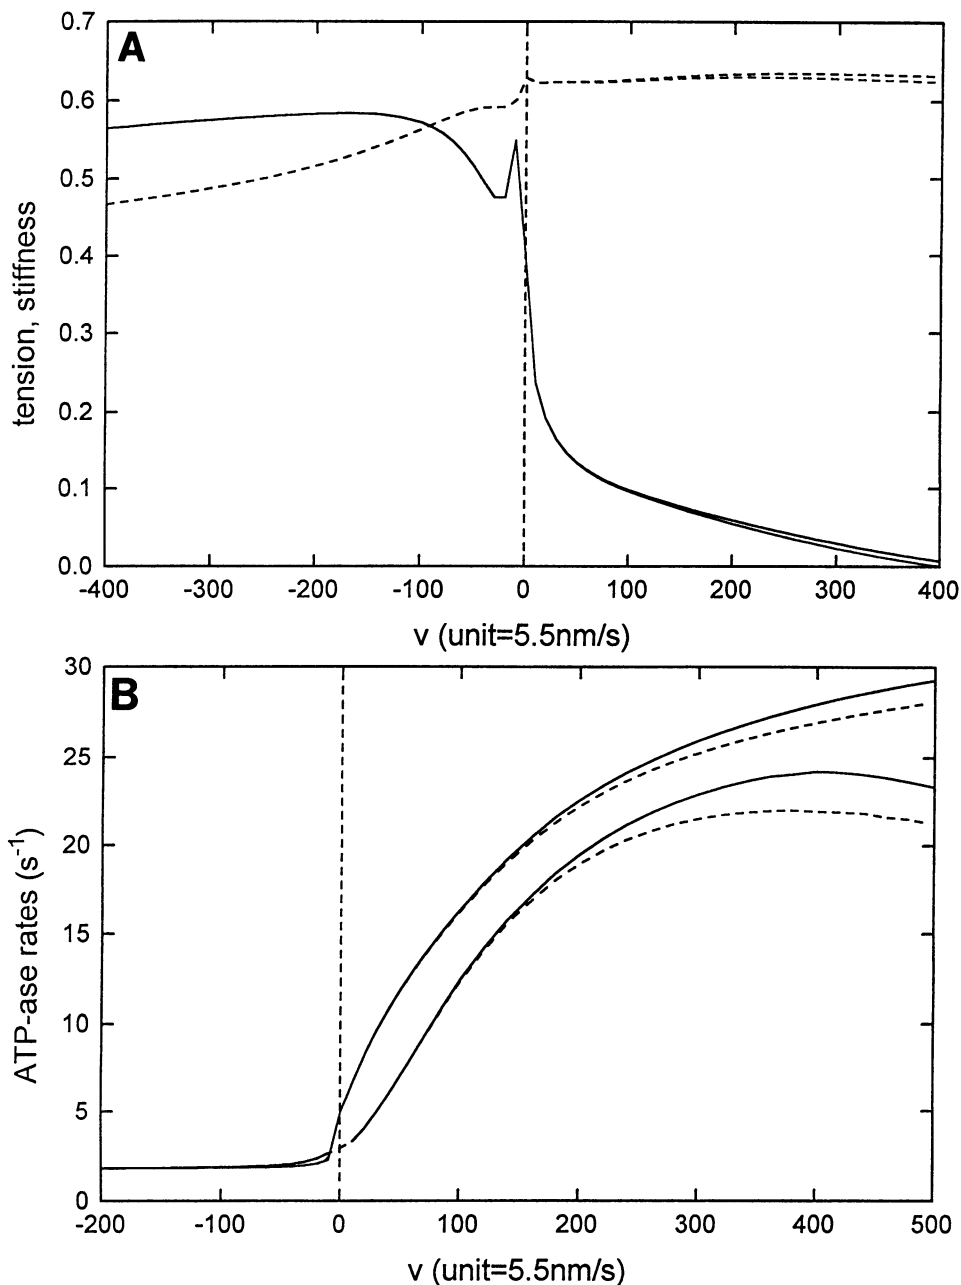 A
0.7
0.6
0.5
0.4
0.3
0.2
0.1
0.0
tension, stiffness
-400 -300 -200 -100 0 100 200 300 400
v (unit=5.5nm/s)
B
30
25
20
15
10
5
0
ATP-ase rates (s⁻¹)
-200 -100 0 100 200 300 400 500
v (unit=5.5nm/s)